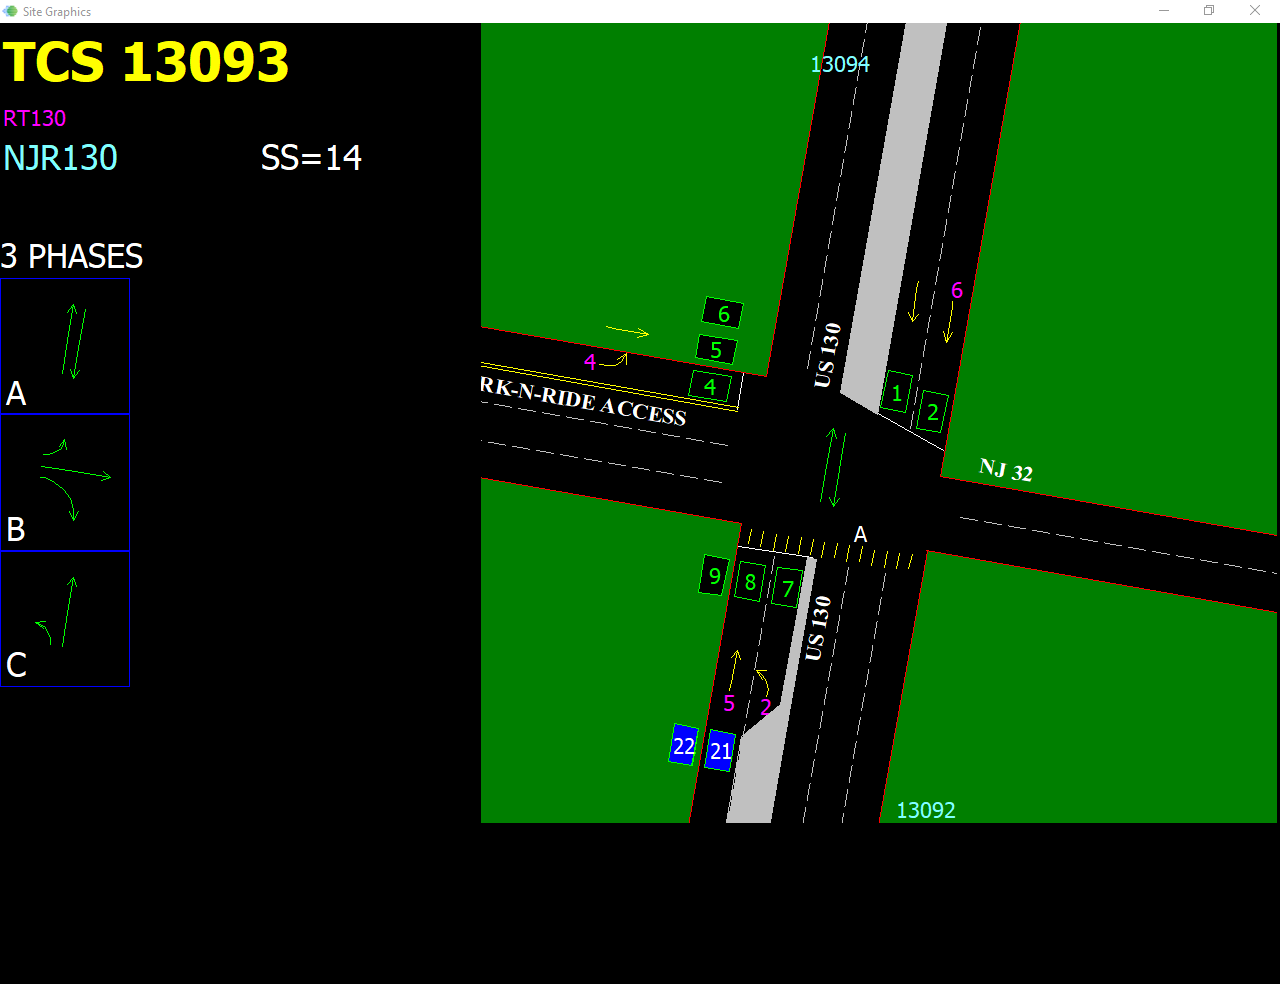 Site Graphics
TCS 13093
RT130
NJR130
SS=14
3 PHASES
A
B
C
13094
6
6
5
4
4
RK-N-RIDE ACCESS
US 130
1
2
NJ 32
A
9
8
7
US 130
5
2
22
21
13092